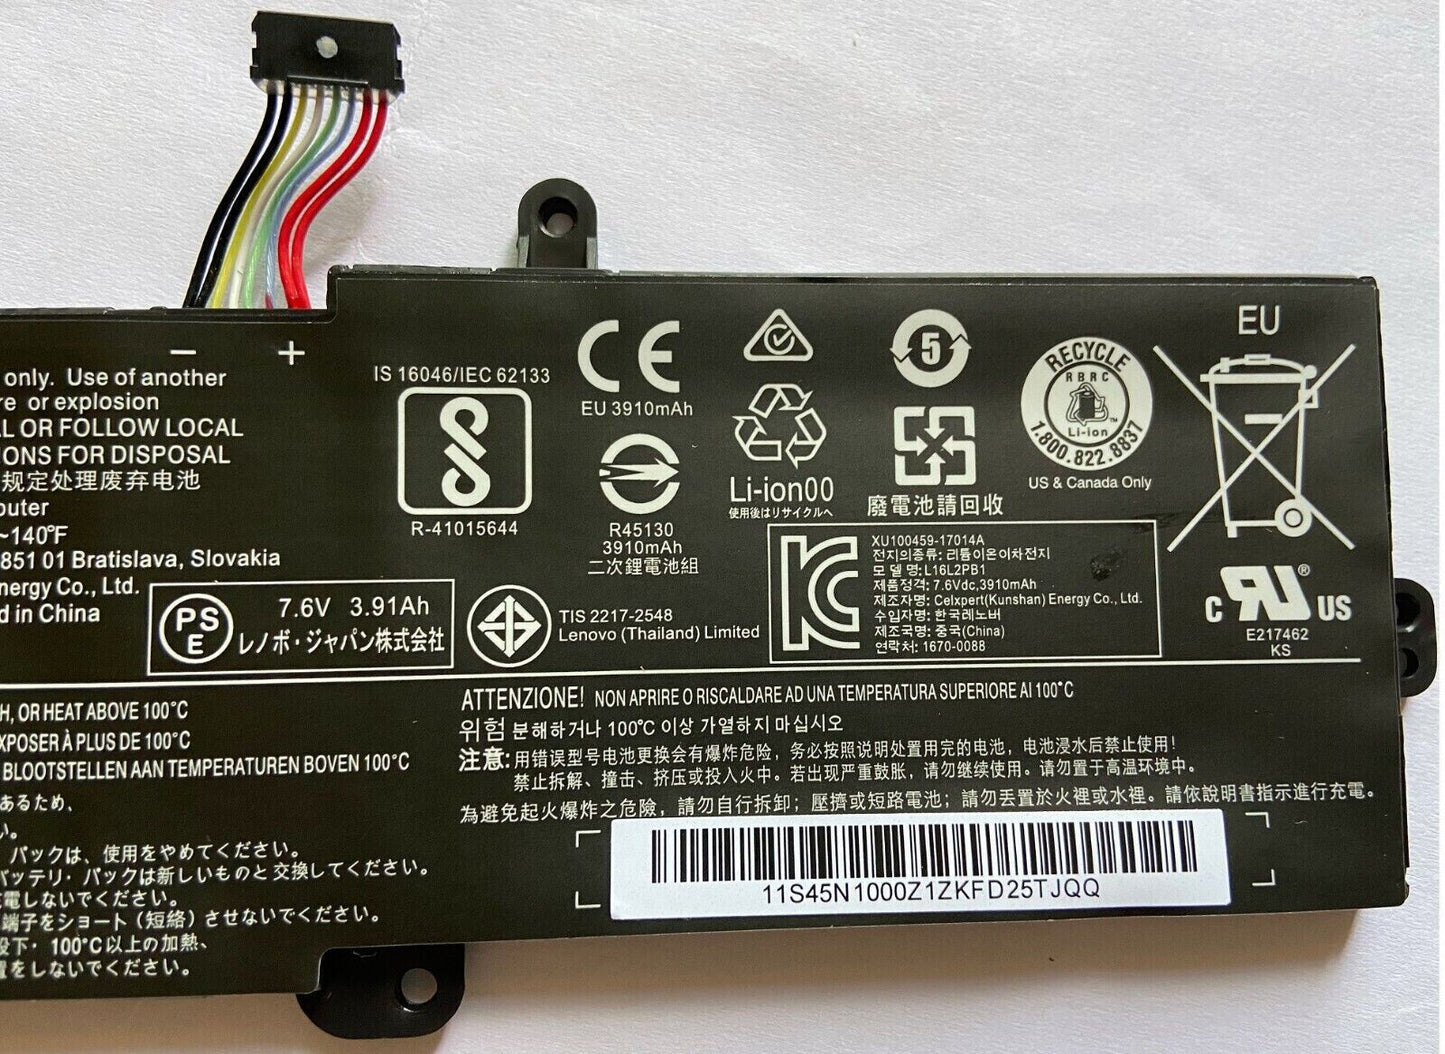 − +
only. Use of another
re or explosion
L OR FOLLOW LOCAL
ONS FOR DISPOSAL
规定处理废弃电池
puter
~140°F
851 01 Bratislava, Slovakia
nergy Co., Ltd.
d in China
PS
E
7.6V 3.91Ah
レノボ・ジャパン株式会社
IS 16046/IEC 62133
R-41015644
CE
EU 3910mAh
R45130
3910mAh
二次鋰電池組
TIS 2217-2548
Lenovo (Thailand) Limited
Li-ion00
使用後はリサイクルへ
5
廢電池請回收
RECYCLE
RBRC
Li-ion
TM
1.800.822.8837
US & Canada Only
EU
XU100459-17014A
전지의종류: 리튬이온이차전지
모 델 명: L16L2PB1
제품정격: 7.6Vdc,3910mAh
제조자명: Celxpert(Kunshan) Energy Co., Ltd.
수입자명: 한국레노버
제조국명: 중국(China)
연락처: 1670-0088
C RU® US
E217462
KS
H, OR HEAT ABOVE 100°C
XPOSER À PLUS DE 100°C
BLOOTSTELLEN AAN TEMPERATUREN BOVEN 100°C
あるため、
い。
パックは、使用をやめてください。
バッテリ・パックは新しいものと交換してください。
電しないでください。
端子をショート（短絡）させないでください。
投下・100°C以上の加熱、
置をしないでください。
ATTENZIONE! NON APRIRE O RISCALDARE AD UNA TEMPERATURA SUPERIORE AI 100°C
위험 분해하거나 100℃ 이상 가열하지 마십시오
注意: 用错误型号电池更换会有爆炸危险，务必按照说明处置用完的电池，电池浸水后禁止使用!
禁止拆解、撞击、挤压或投入火中。若出现严重鼓胀，请勿继续使用。请勿置于高温环境中。
為避免起火爆炸之危險，請勿自行拆卸；壓擠或短路電池；請勿丟置於火裡或水裡。請依說明書指示進行充電。
11S45N1000Z1ZKFD25TJQQ